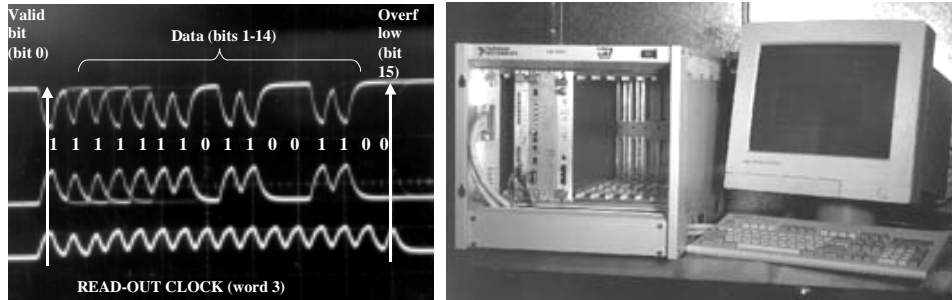 Valid
bit
(bit 0)
Data (bits 1-14)
Overf
low
(bit
15)
1 1 1 1 1 1 1 0 1 1 0 0 1 1 0 0
READ-OUT CLOCK (word 3)